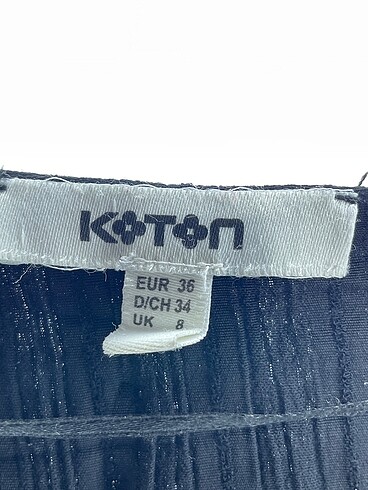 KOTON
EUR 36
D/CH 34
UK 8